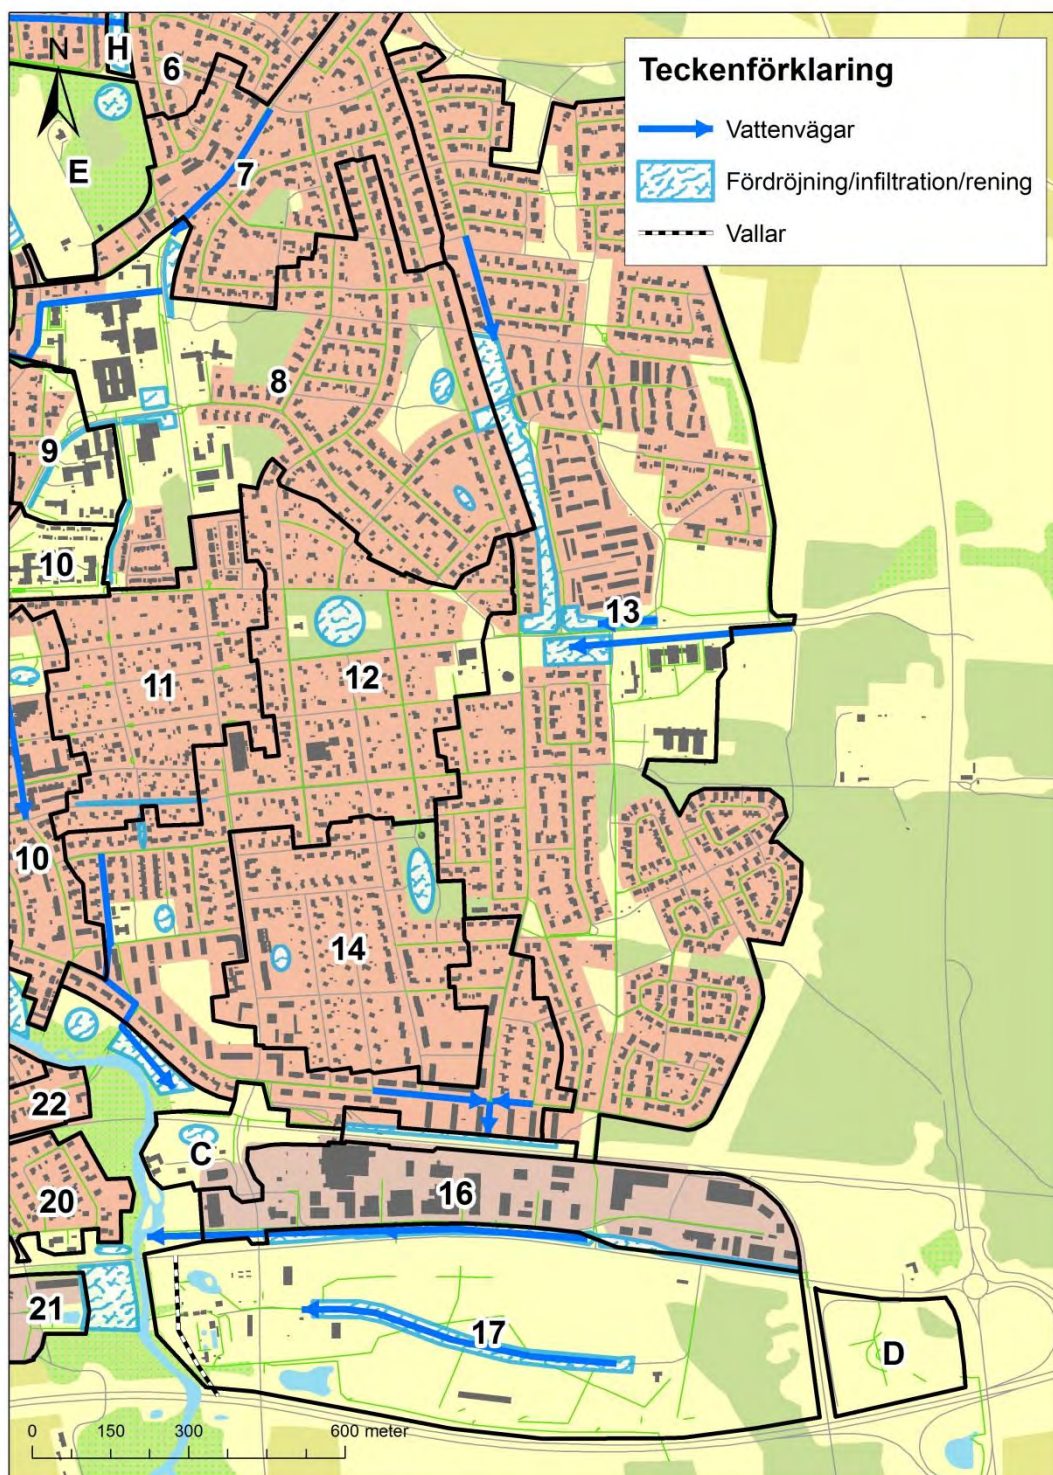 H
N
6
Teckenförklaring
Vattenvägar
Fördröjning/infiltration/rening
Vallar
E
7
8
9
10
13
11
12
10
14
22
C
20
16
21
17
D
0 150 300 600 meter